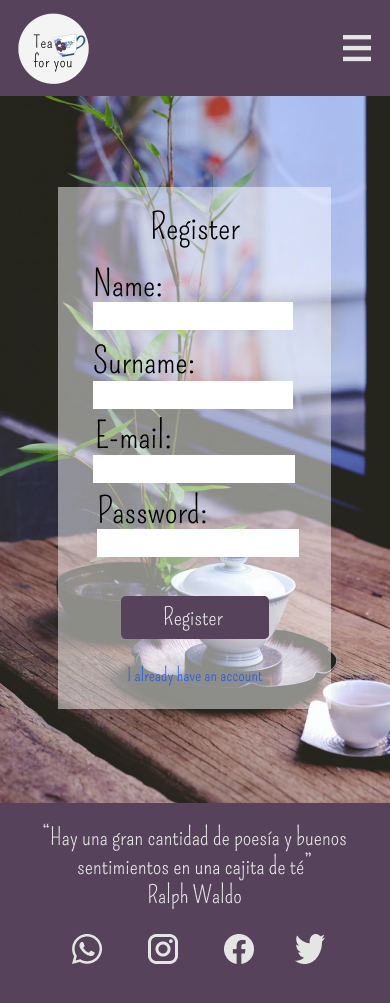 Tea
for you
Register
Name:
Surname:
E-mail:
Password:
Register
I already have an account
“Hay una gran cantidad de poesía y buenos
sentimientos en una cajita de té”
Ralph Waldo